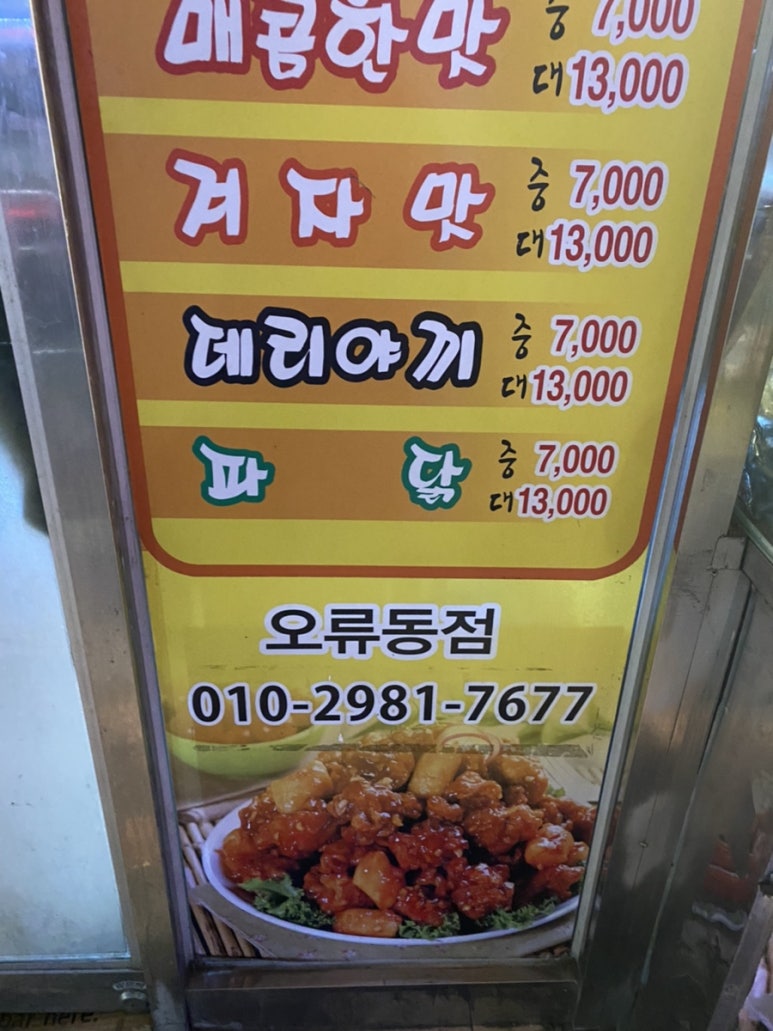 매콤한맛 중 7,000
대 13,000
겨자맛 중 7,000
대 13,000
데리야끼 중 7,000
대 13,000
파 닭 중 7,000
대 13,000
오류동점
010-2981-7677
here.